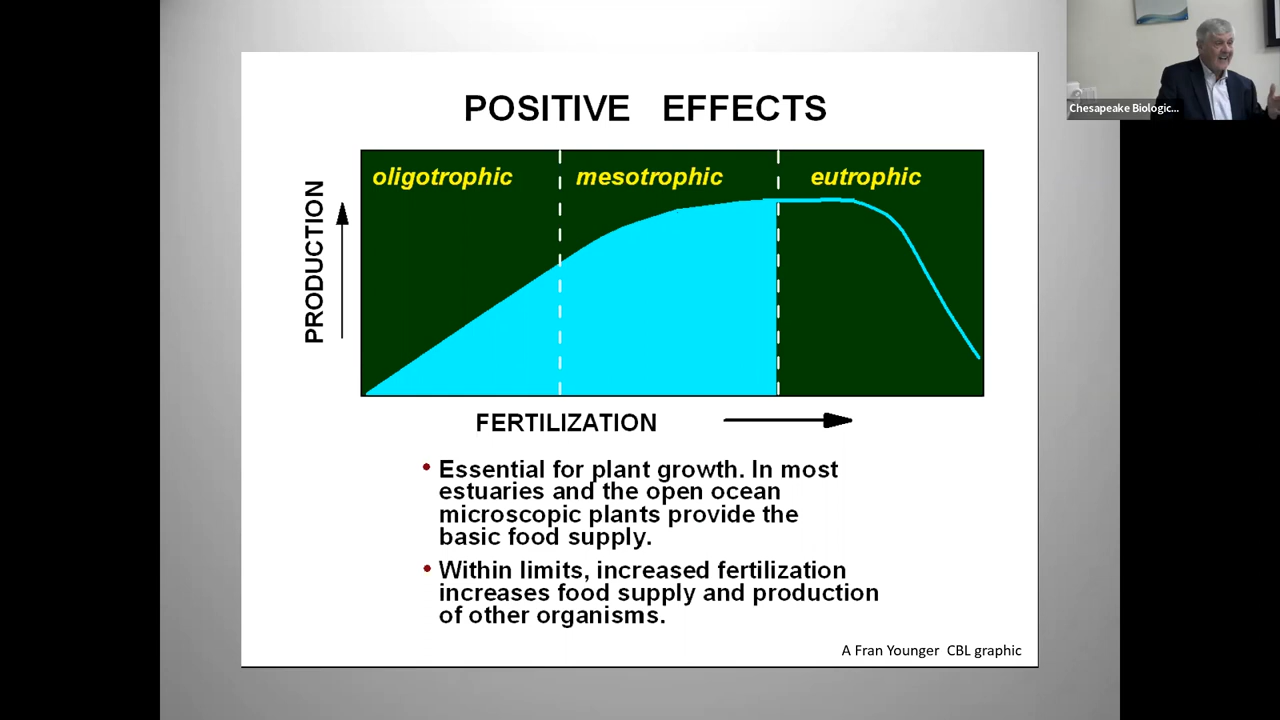 Chesapeake Biologic...
POSITIVE EFFECTS
oligotrophic mesotrophic eutrophic
PRODUCTION
FERTILIZATION
• Essential for plant growth. In most
estuaries and the open ocean
microscopic plants provide the
basic food supply.
• Within limits, increased fertilization
increases food supply and production
of other organisms.
A Fran Younger CBL graphic